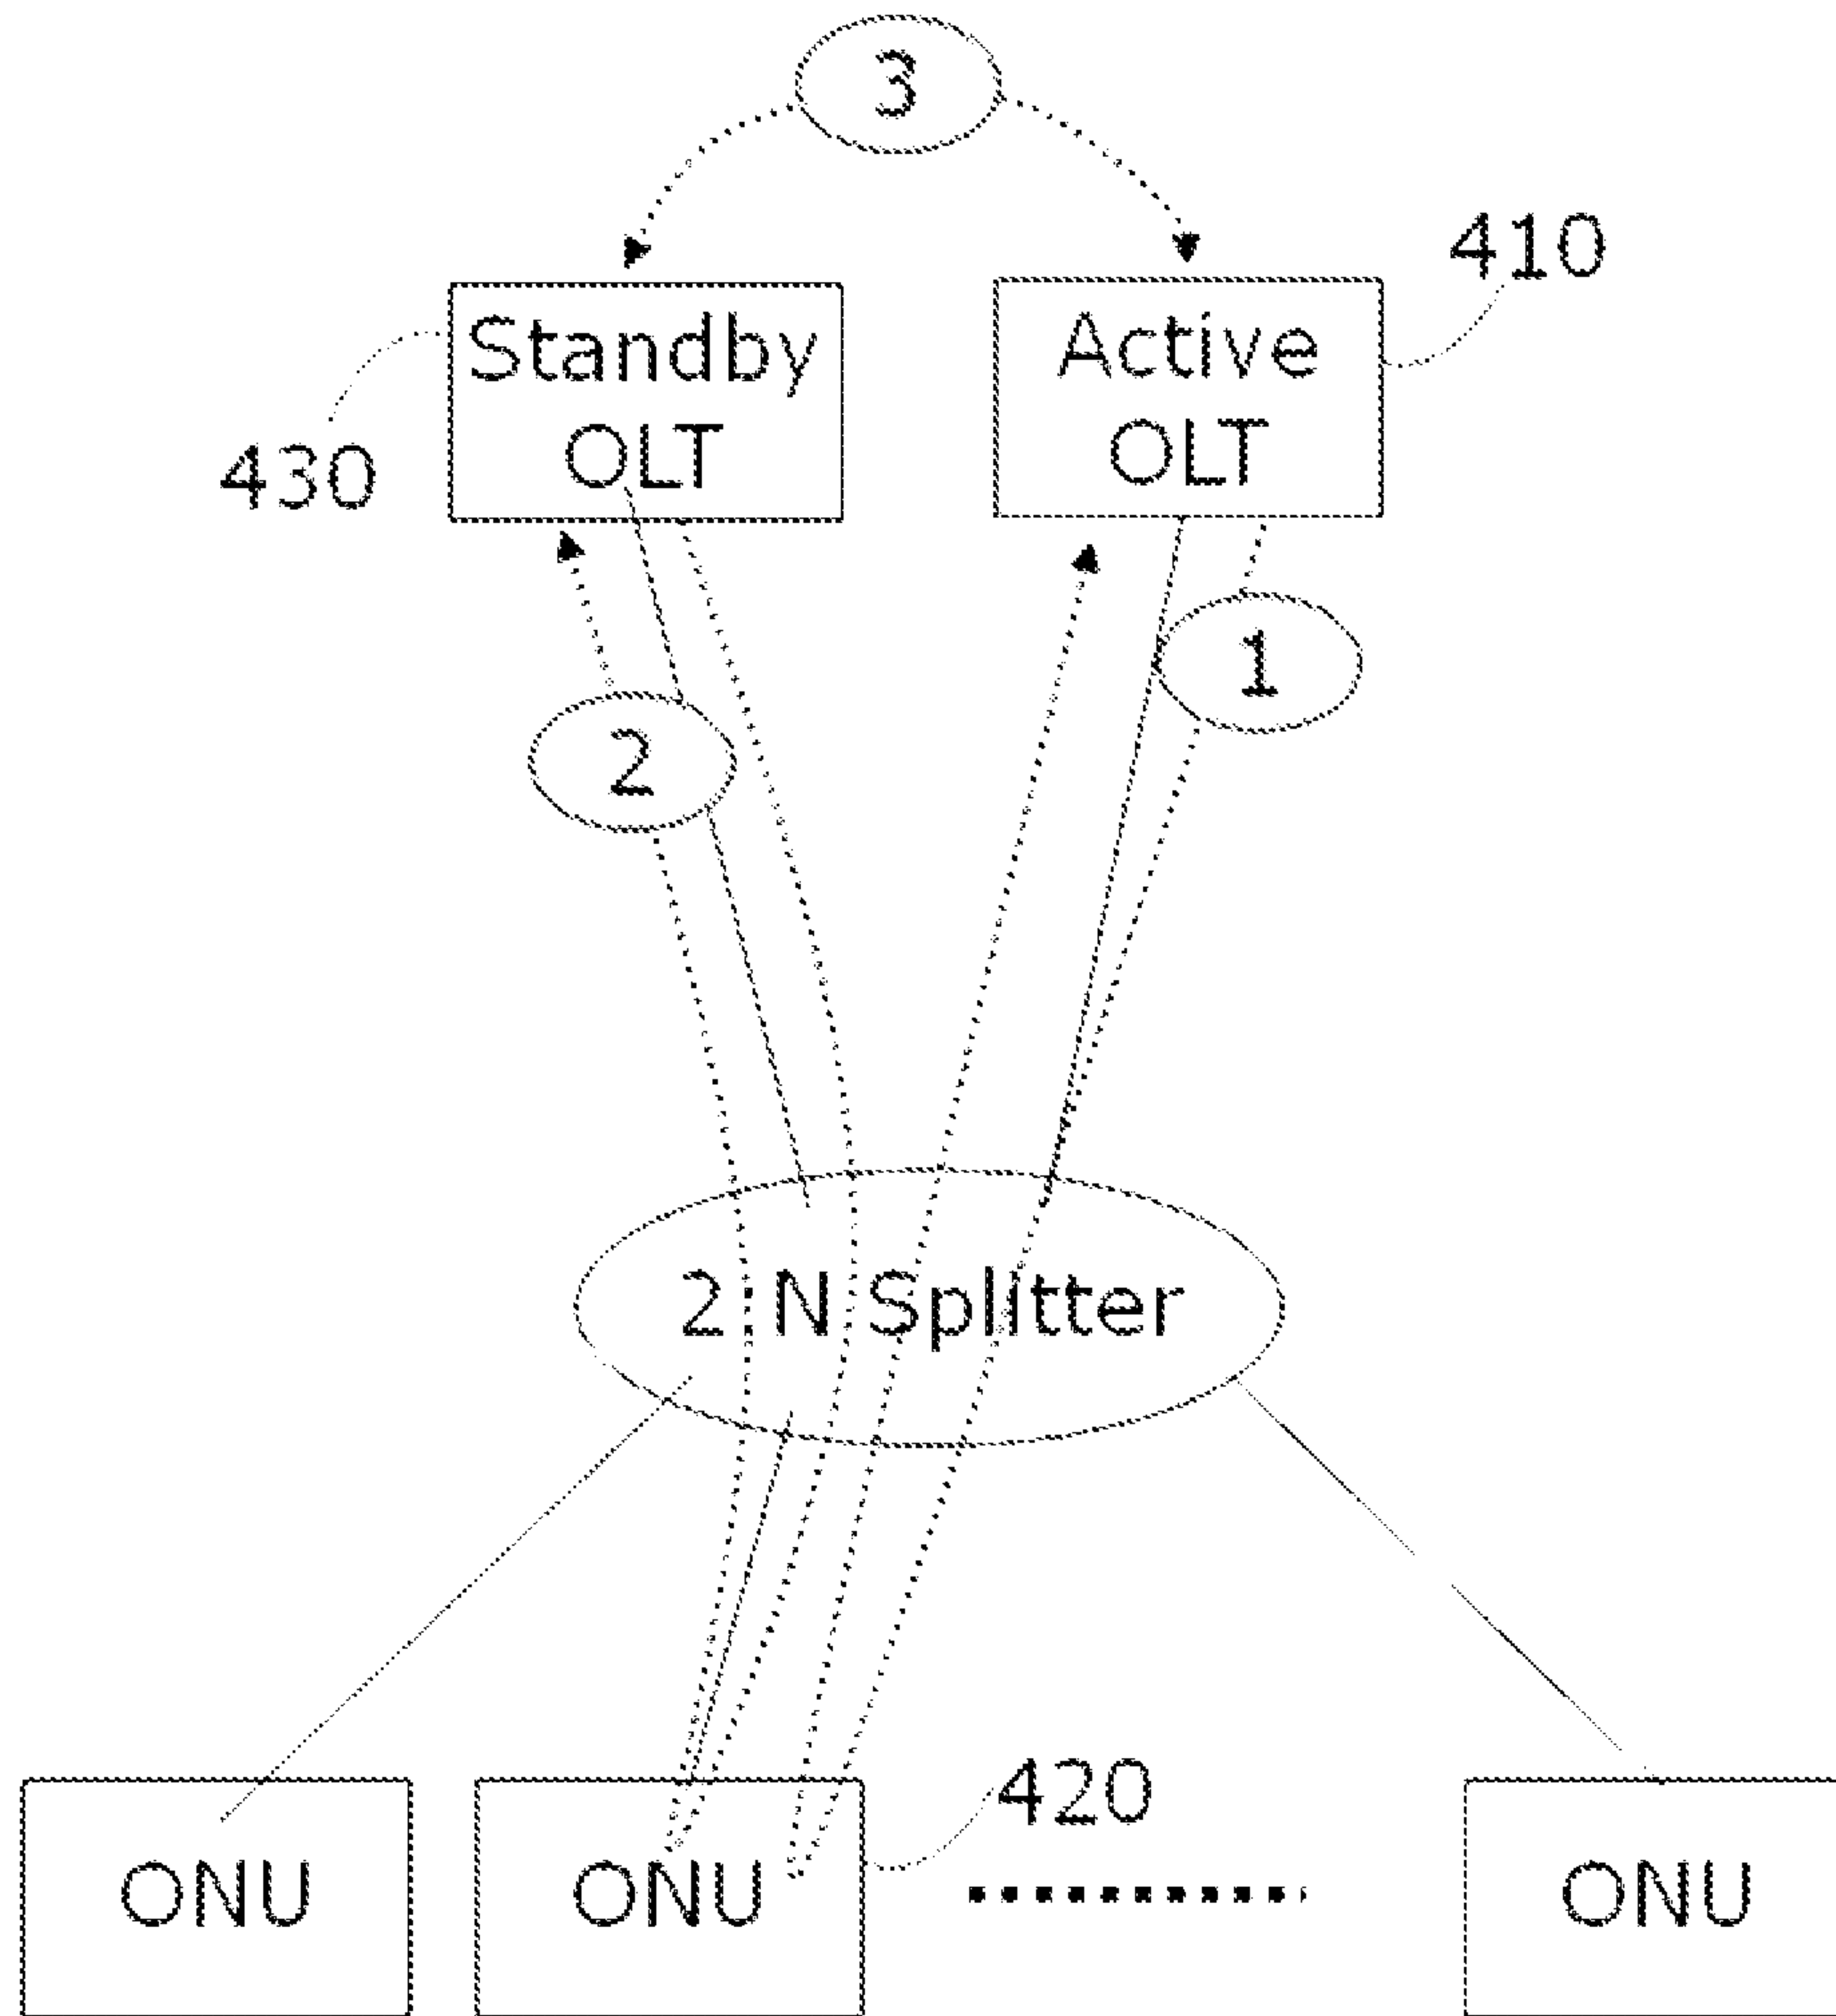 3
410
Standby
OLT
Active
OLT
430
1
2
2:N Splitter
420
ONU
ONU
ONU